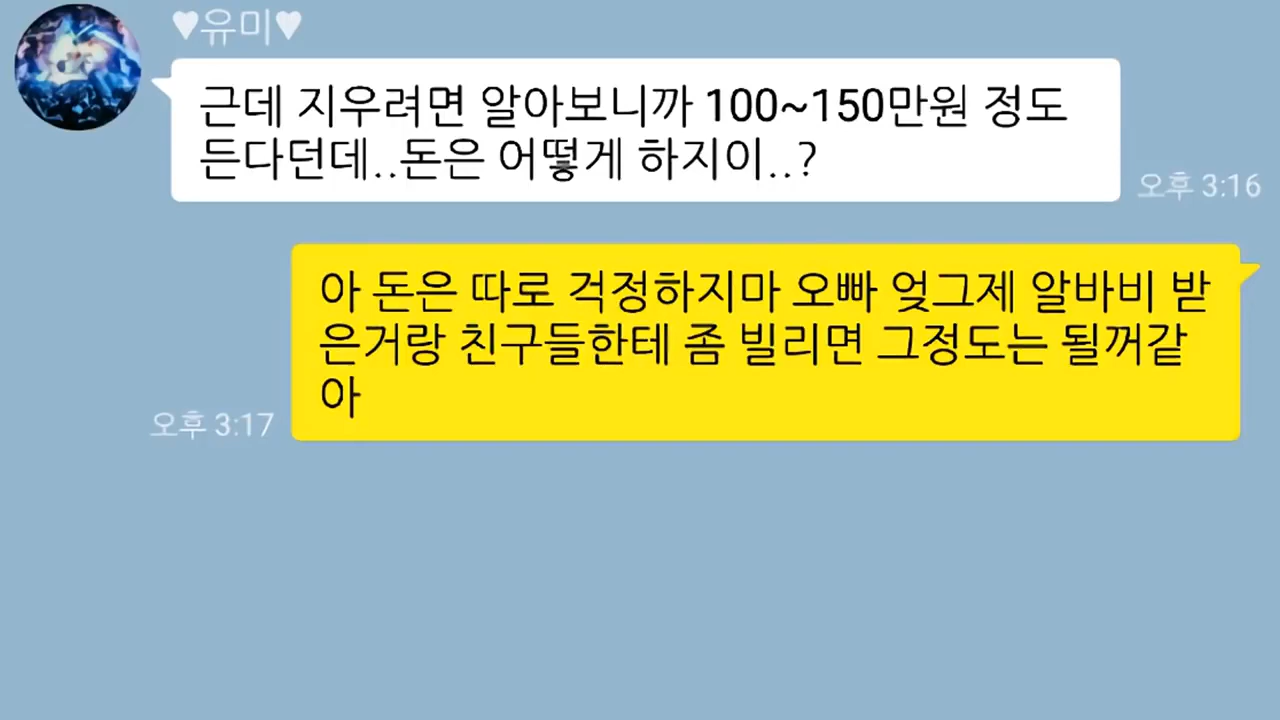 ♥유미♥
근데 지우려면 알아보니까 100~150만원 정도
든다던데..돈은 어떻게 하지이..?
오후 3:16
아 돈은 따로 걱정하지마 오빠 엊그제 알바비 받
은거랑 친구들한테 좀 빌리면 그정도는 될꺼같
아
오후 3:17